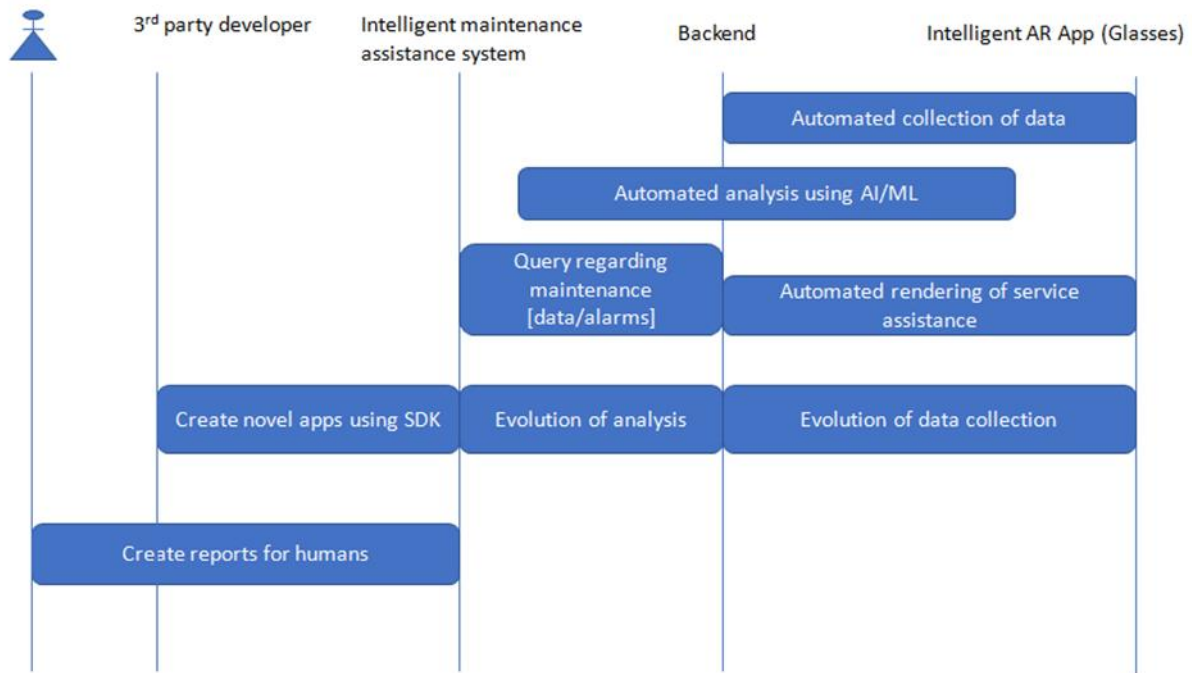 3rd party developer
Intelligent maintenance
assistance system
Backend
Intelligent AR App (Glasses)
Automated collection of data
Automated analysis using AI/ML
Query regarding
maintenance
[data/alarms]
Automated rendering of service
assistance
Create novel apps using SDK
Evolution of analysis
Evolution of data collection
Create reports for humans